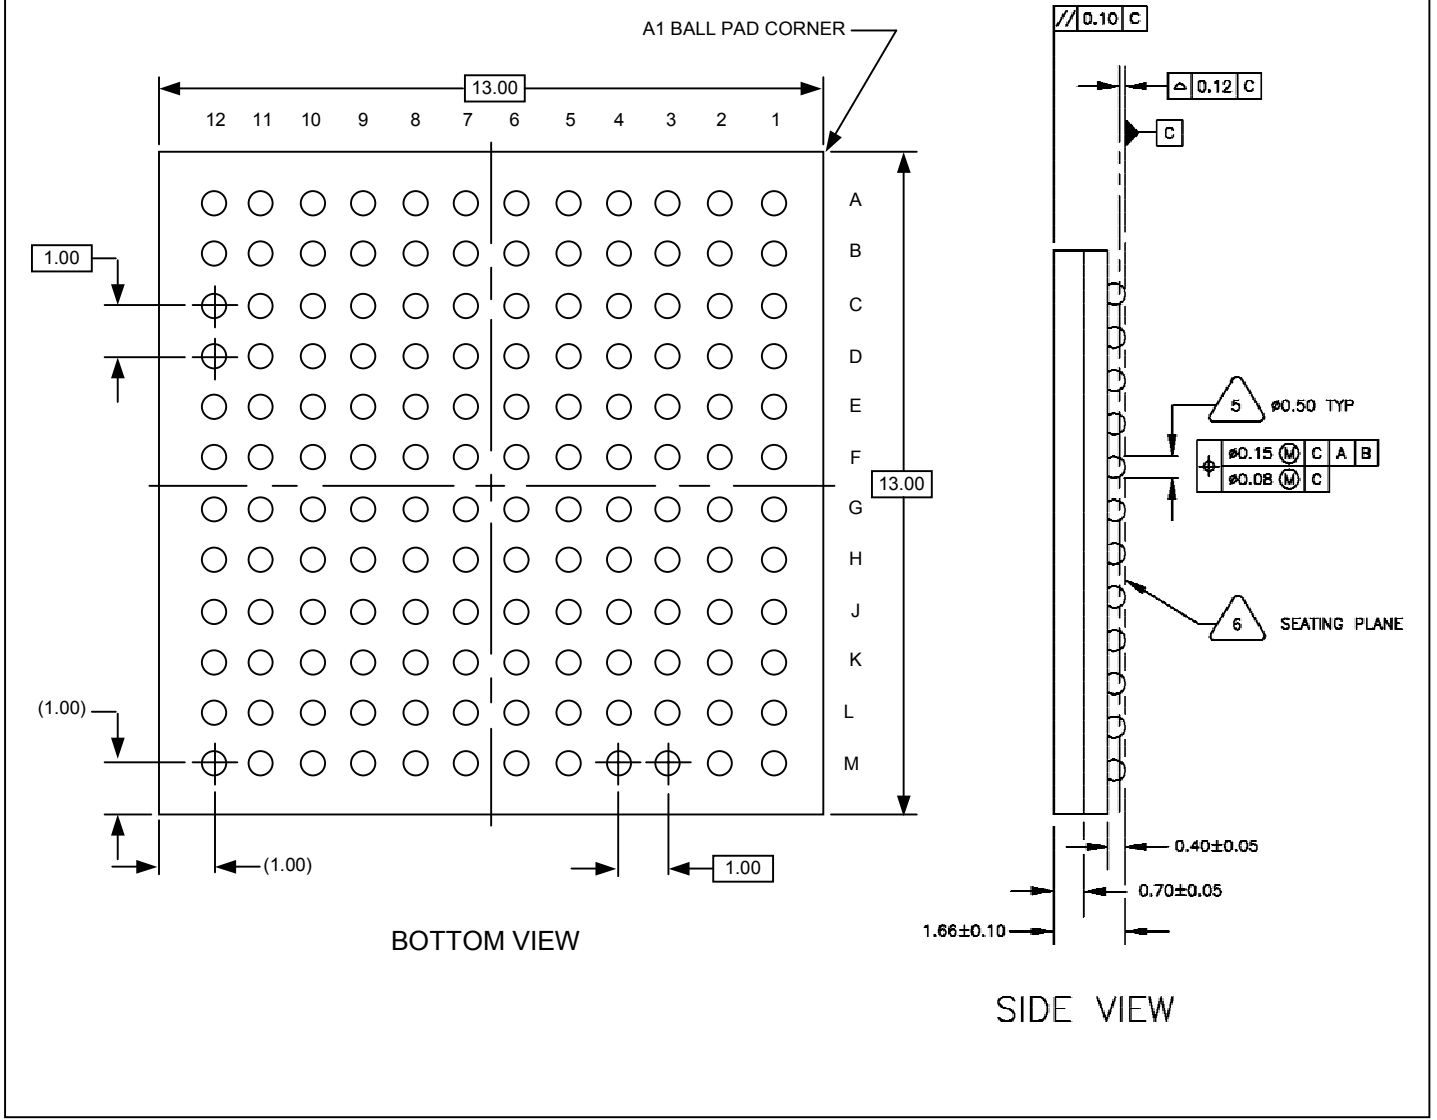 A1 BALL PAD CORNER
// 0.10 C
13.00
⌓ 0.12 C
12 11 10 9 8 7 6 5 4 3 2 1
C
A
B
1.00
C
D
E
5 ø0.50 TYP
F
⌖ ø0.15 Ⓜ C A B
ø0.08 Ⓜ C
13.00
G
H
J
6 SEATING PLANE
K
(1.00)
L
M
0.40±0.05
(1.00)
1.00
0.70±0.05
1.66±0.10
BOTTOM VIEW
SIDE VIEW